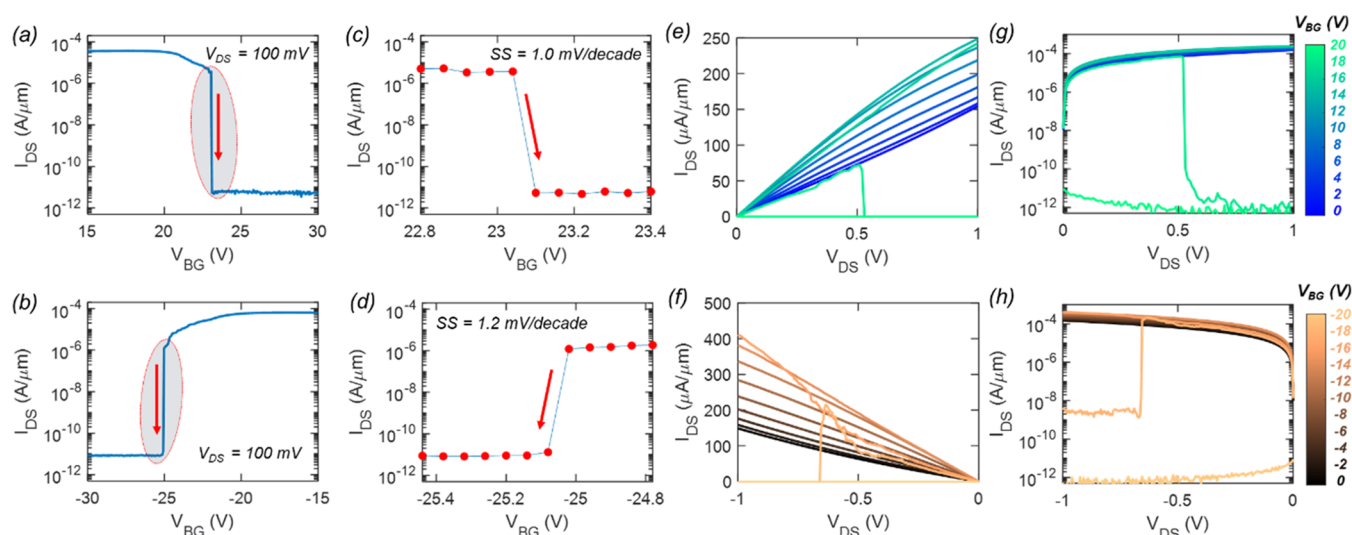 (a)
V_DS = 100 mV
10^-4
10^-6
10^-8
10^-10
10^-12
I_DS (A/μm)
15 20 25 30
V_BG (V)
(c)
SS = 1.0 mV/decade
10^-4
10^-6
10^-8
10^-10
10^-12
I_DS (A/μm)
22.8 23 23.2 23.4
V_BG (V)
(e)
250
200
150
100
50
0
I_DS (μA/μm)
0 0.5 1
V_DS (V)
(g)
10^-4
10^-6
10^-8
10^-10
10^-12
I_DS (A/μm)
0 0.5 1
V_DS (V)
V_BG (V)
20
18
16
14
12
10
8
6
4
2
0
(b)
V_DS = 100 mV
10^-4
10^-6
10^-8
10^-10
10^-12
I_DS (A/μm)
-30 -25 -20 -15
V_BG (V)
(d)
SS = 1.2 mV/decade
10^-4
10^-6
10^-8
10^-10
10^-12
I_DS (A/μm)
-25.4 -25.2 -25 -24.8
V_BG (V)
(f)
500
400
300
200
100
0
I_DS (μA/μm)
-1 -0.5 0
V_DS (V)
(h)
10^-4
10^-6
10^-8
10^-10
10^-12
I_DS (A/μm)
-1 -0.5 0
V_DS (V)
V_BG (V)
-20
-18
-16
-14
-12
-10
-8
-6
-4
-2
0